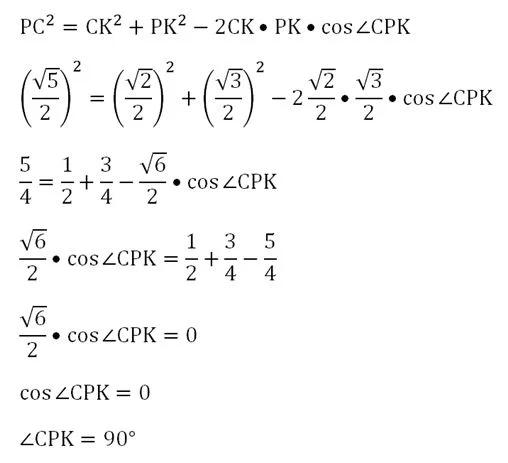 PC² = CK² + PK² − 2CK • PK • cos∠CPK
(√5/2)² = (√2/2)² + (√3/2)² − 2 √2/2 • √3/2 • cos∠CPK
5/4 = 1/2 + 3/4 − √6/2 • cos∠CPK
√6/2 • cos∠CPK = 1/2 + 3/4 − 5/4
√6/2 • cos∠CPK = 0
cos∠CPK = 0
∠CPK = 90°